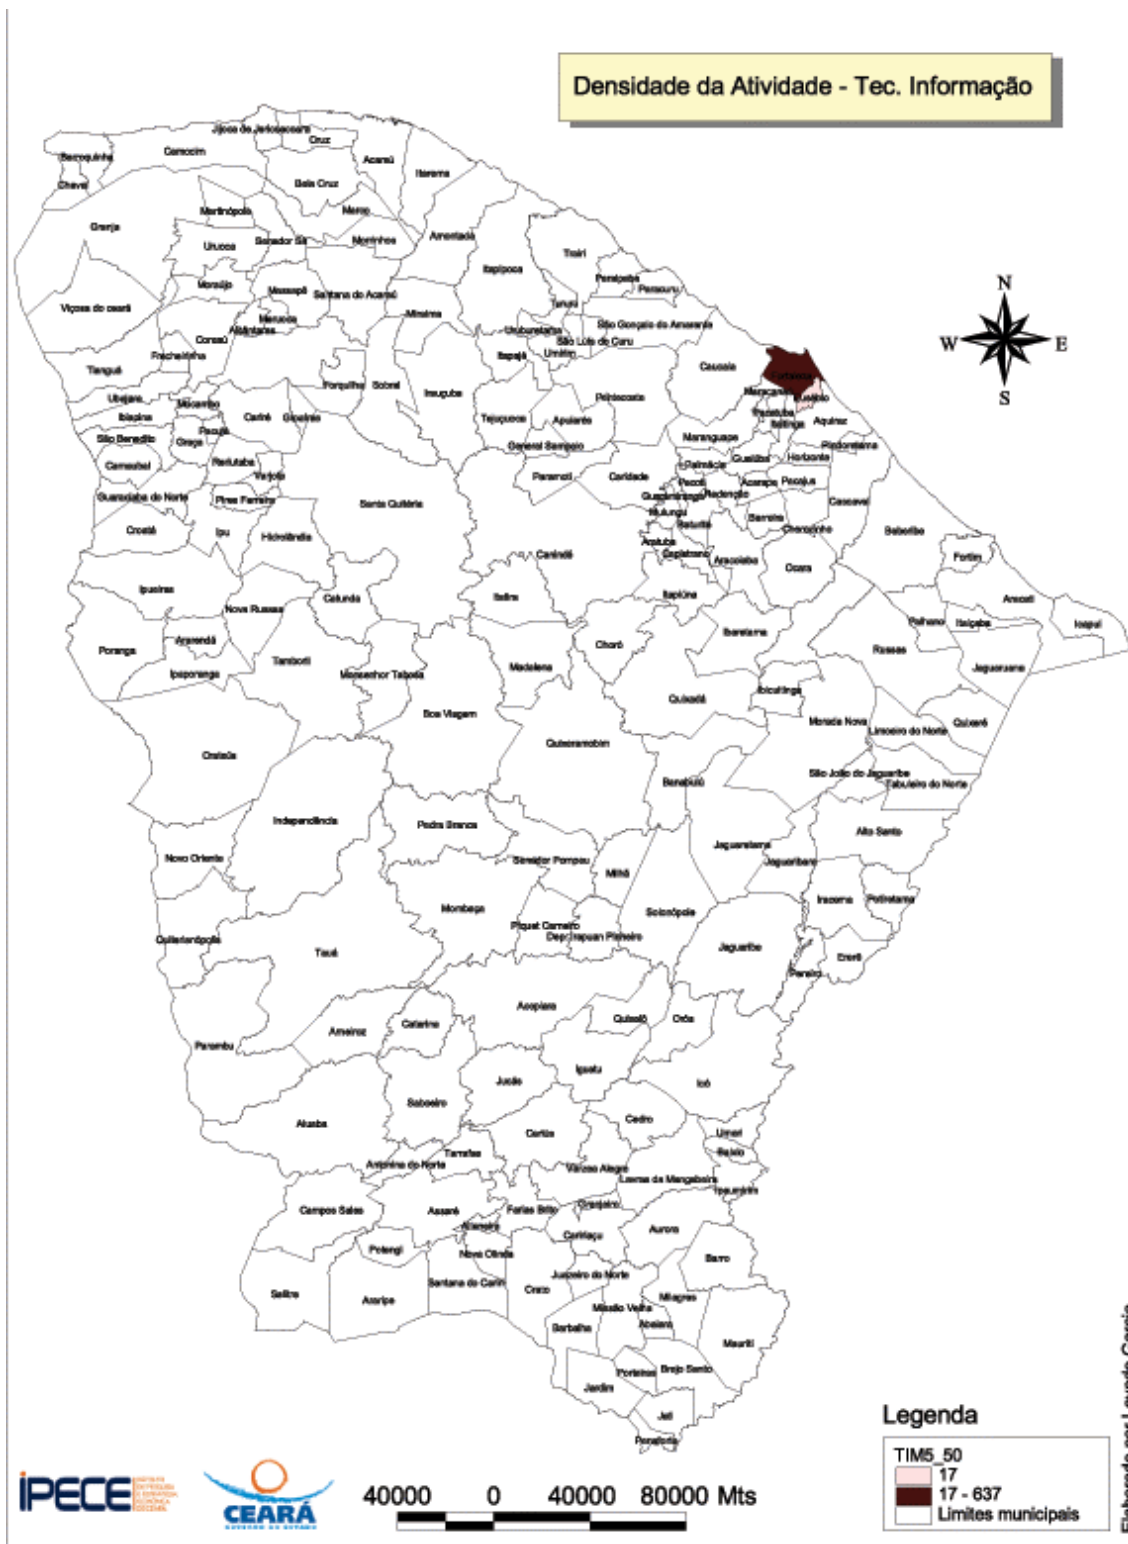 Densidade da Atividade - Tec. Informação
Jijoca de Jericoacoara
Cruz
Barroquinha
Camocim
Acaraú
Itarema
Chaval
Bela Cruz
Martinópole
Marco
Granja
Uruoca
Senador Sá
Morrinhos
Amontada
Trairi
Itapipoca
Paraipaba
Paracuru
Moraújo
Massapê
Santana do Acaraú
Viçosa do ceará
Meruoca
Miraíma
Tururu
São Gonçalo do Amarante
Alcântaras
Uruburetama
Coreaú
São Luís do Curu
N
W
E
S
Frecheirinha
Itapajé
Umirim
Tianguá
Forquilha
Sobral
Caucaia
Fortaleza
Irauçuba
Maracanaú
Eusébio
Ubajara
Mucambo
Pentecoste
Ibiapina
Cariré
Groaíras
Tejuçuoca
Apuiarés
Pacatuba
Itaitinga
Aquiraz
São Benedito
Pacujá
Graça
General Sampaio
Maranguape
Pindoretama
Carnaubal
Reriutaba
Varjota
Paramoti
Caridade
Palmácia
Guaiúba
Horizonte
Guaraciaba do Norte
Pires Ferreira
Santa Quitéria
Pacoti
Acarape
Pacajus
Guaramiranga
Redenção
Cascavel
Mulungu
Croatá
Ipu
Hidrolândia
Baturité
Barreira
Chorozinho
Beberibe
Aratuba
Capistrano
Aracoiaba
Canindé
Ocara
Fortim
Ipueiras
Catunda
Itatira
Itapiúna
Aracati
Nova Russas
Palhano
Itaiçaba
Icapuí
Ararendá
Choró
Ibaretama
Poranga
Russas
Ipaporanga
Tamboril
Monsenhor Tabosa
Madalena
Jaguaruana
Quixadá
Ibicuitinga
Boa Viagem
Morada Nova
Quixeré
Limoeiro do Norte
Crateús
Quixeramobim
Banabuiú
São João do Jaguaribe
Tabuleiro do Norte
Independência
Pedra Branca
Alto Santo
Novo Oriente
Senador Pompeu
Milhã
Jaguaretama
Jaguaribara
Iracema
Potiretama
Mombaça
Solonópole
Piquet Carneiro
Dep. Irapuan Pinheiro
Quiterianópolis
Tauá
Jaguaribe
Ererê
Pereiro
Acopiara
Parambu
Arneiroz
Catarina
Quixelô
Orós
Iguatu
Jucás
Icó
Saboeiro
Aiuaba
Cedro
Cariús
Umari
Baixio
Tarrafas
Antonina do Norte
Várzea Alegre
Lavras da Mangabeira
Ipaumirim
Campos Sales
Assaré
Farias Brito
Granjeiro
Altaneira
Aurora
Caririaçu
Potengi
Nova Olinda
Barro
Juazeiro do Norte
Salitre
Araripe
Santana do Cariri
Crato
Milagres
Missão Velha
Abaiara
Barbalha
Mauriti
Porteiras
Brejo Santo
Jardim
Jati
Penaforte
Legenda
TIM5_50
17
17 - 637
Limites municipais
IPECE
CEARÁ
GOVERNO DO ESTADO
40000 0 40000 80000 Mts